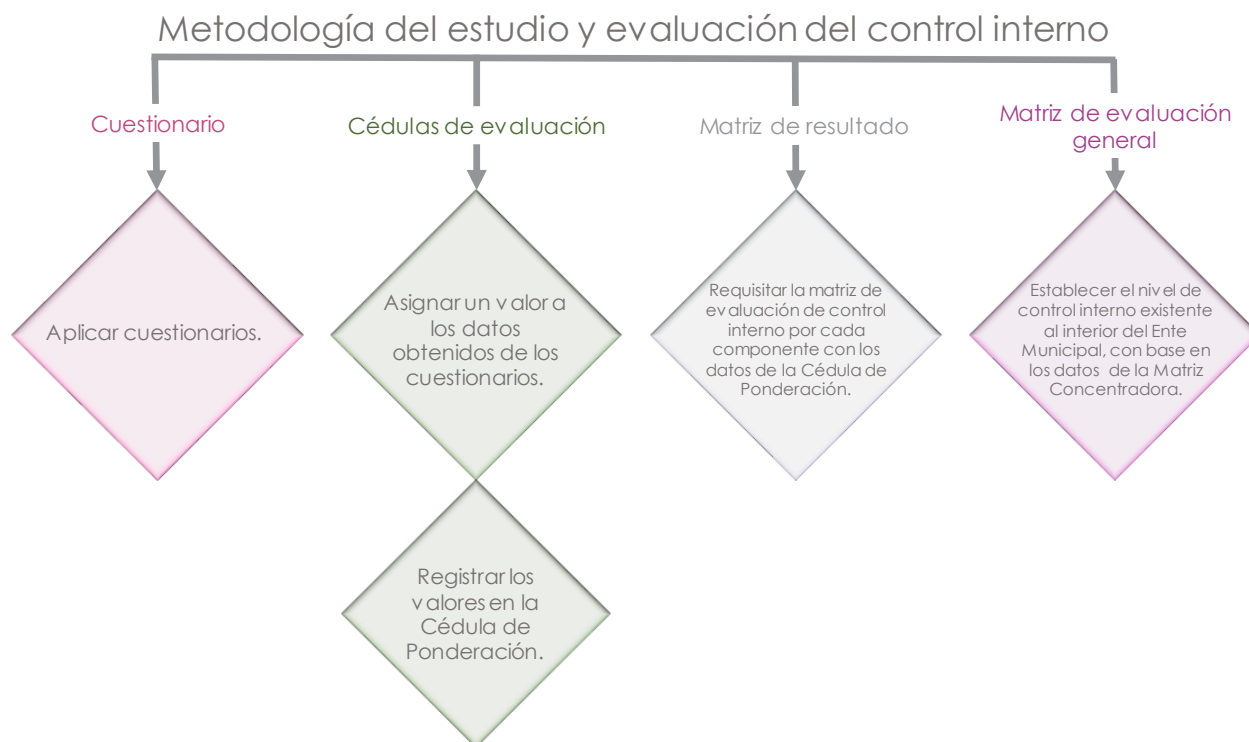 Metodología del estudio y evaluación del control interno
Cuestionario
Aplicar cuestionarios.
Cédulas de evaluación
Asignar un valor a
los datos
obtenidos de los
cuestionarios.
Registrar los
valores en la
Cédula de
Ponderación.
Matriz de resultado
Requisitar la matriz de
evaluación de control
interno por cada
componente con los
datos de la Cédula de
Ponderación.
Matriz de evaluación
general
Establecer el nivel de
control interno existente
al interior del Ente
Municipal, con base en
los datos de la Matriz
Concentradora.